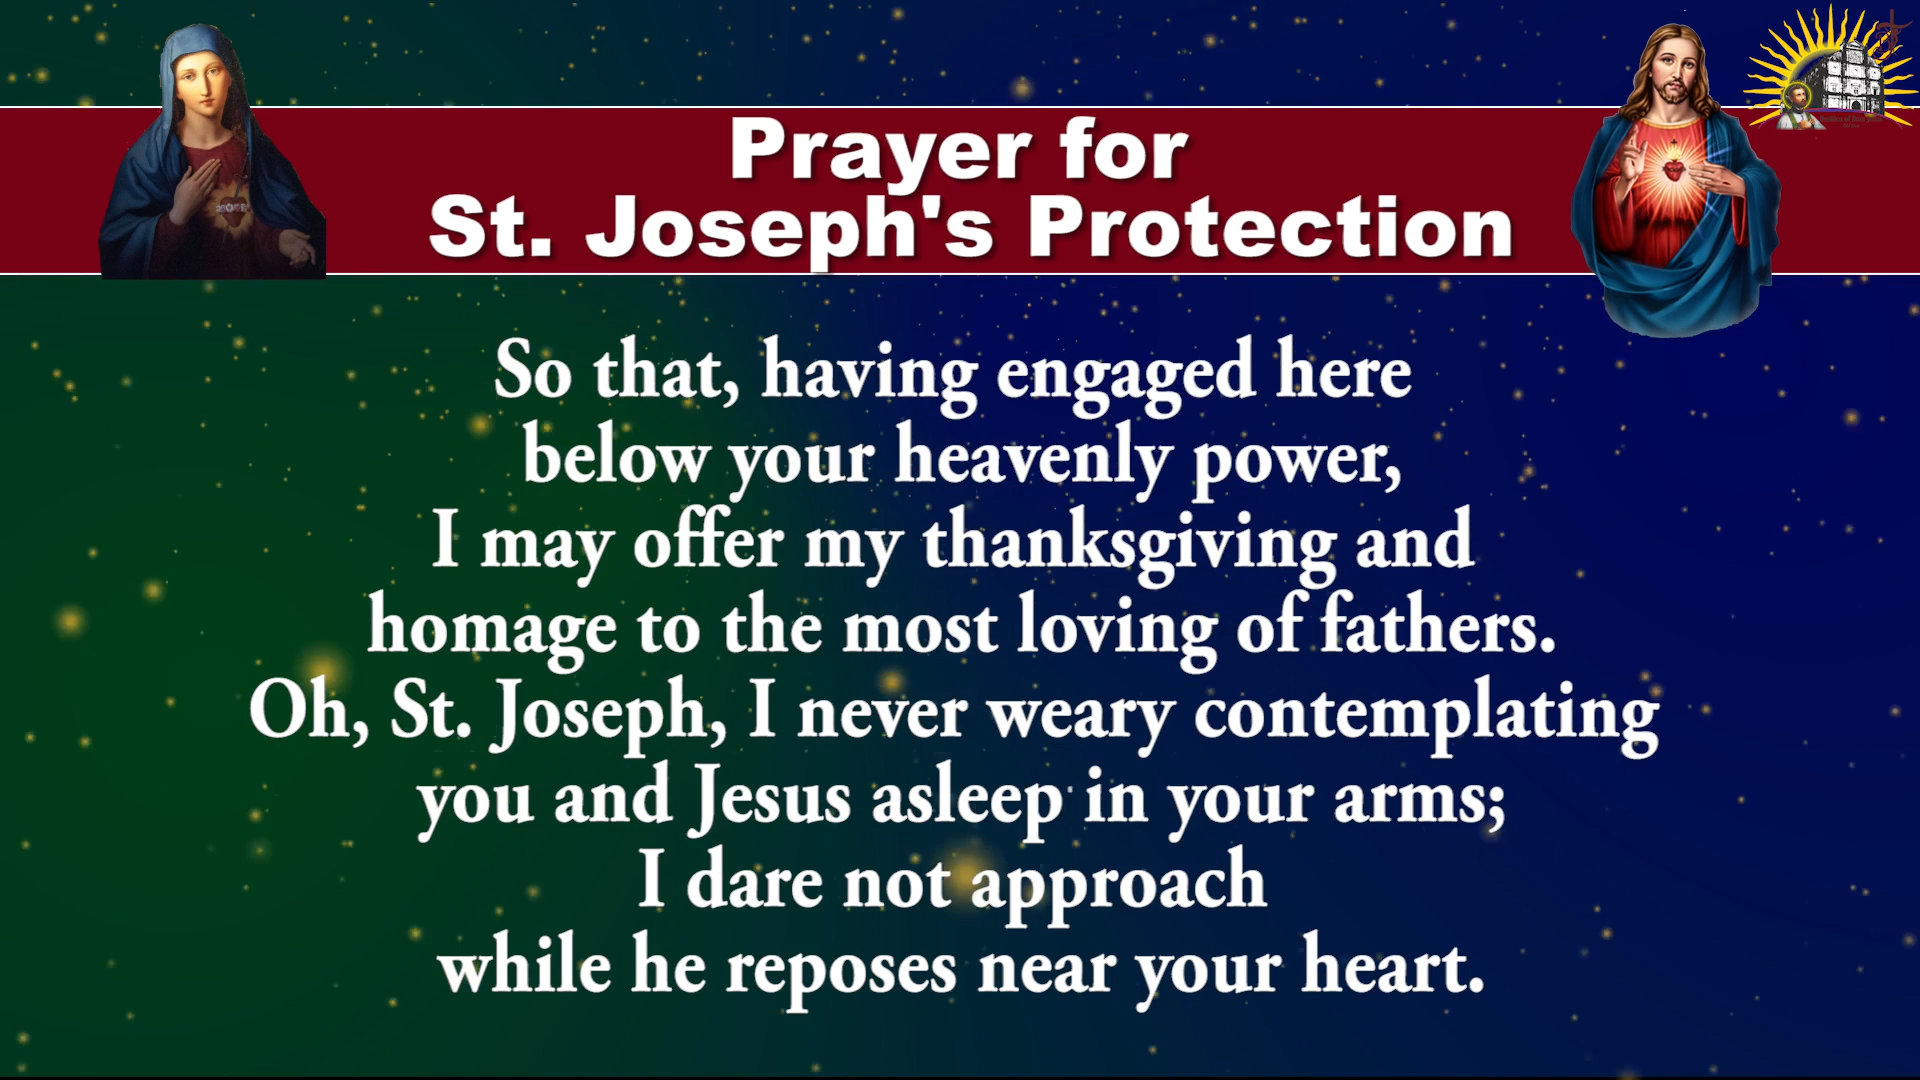 Prayer for
St. Joseph's Protection
So that, having engaged here
below your heavenly power,
I may offer my thanksgiving and
homage to the most loving of fathers.
Oh, St. Joseph, I never weary contemplating
you and Jesus asleep in your arms;
I dare not approach
while he reposes near your heart.